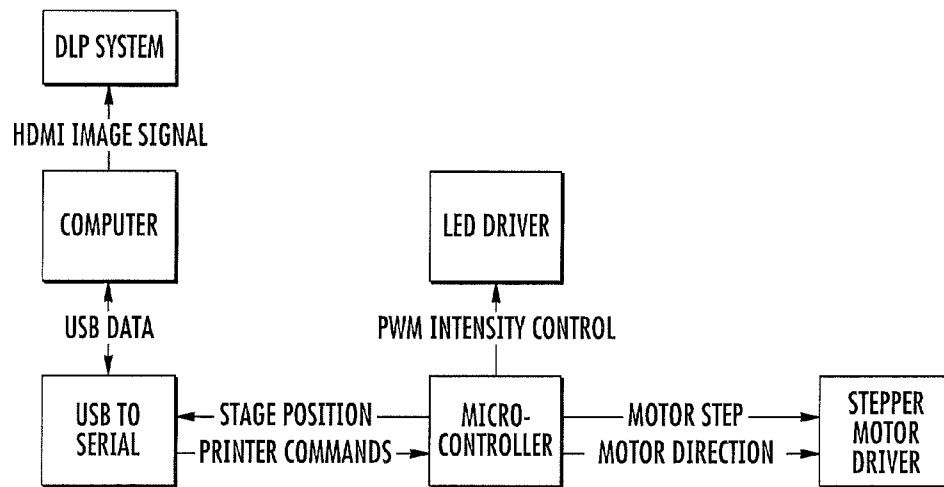 DLP SYSTEM
HDMI IMAGE SIGNAL
COMPUTER
LED DRIVER
USB DATA
PWM INTENSITY CONTROL
USB TO
SERIAL
STAGE POSITION
PRINTER COMMANDS
MICRO-
CONTROLLER
MOTOR STEP
MOTOR DIRECTION
STEPPER
MOTOR
DRIVER